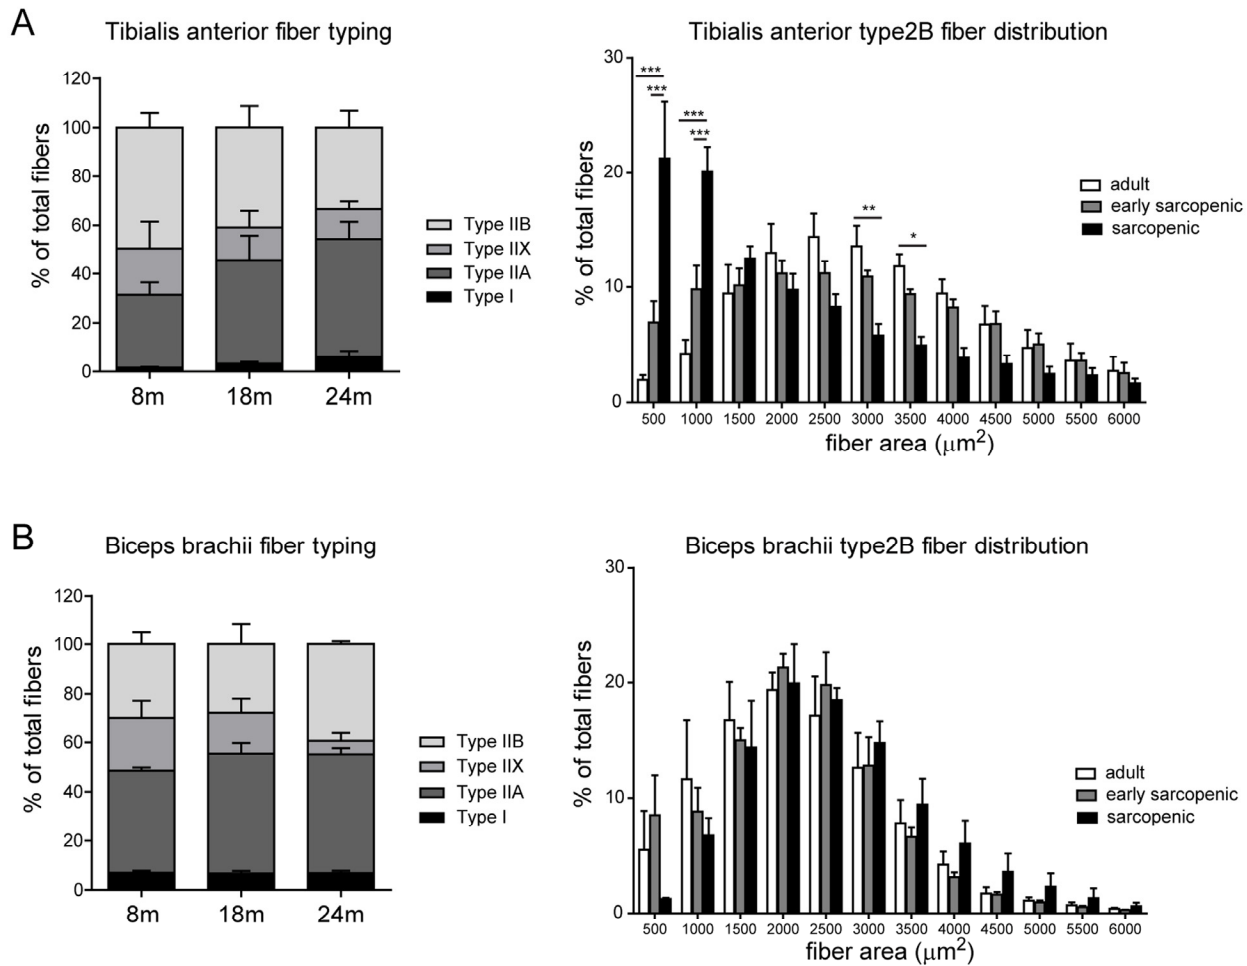 A
Tibialis anterior fiber typing
% of total fibers
120
100
80
60
40
20
0
8m 18m 24m
Type IIB
Type IIX
Type IIA
Type I
Tibialis anterior type2B fiber distribution
% of total fibers
30
20
10
0
*** *** *** *** ** *
500 1000 1500 2000 2500 3000 3500 4000 4500 5000 5500 6000
fiber area (μm²)
adult
early sarcopenic
sarcopenic
B
Biceps brachii fiber typing
% of total fibers
120
100
80
60
40
20
0
8m 18m 24m
Type IIB
Type IIX
Type IIA
Type I
Biceps brachii type2B fiber distribution
% of total fibers
30
20
10
0
500 1000 1500 2000 2500 3000 3500 4000 4500 5000 5500 6000
fiber area (μm²)
adult
early sarcopenic
sarcopenic